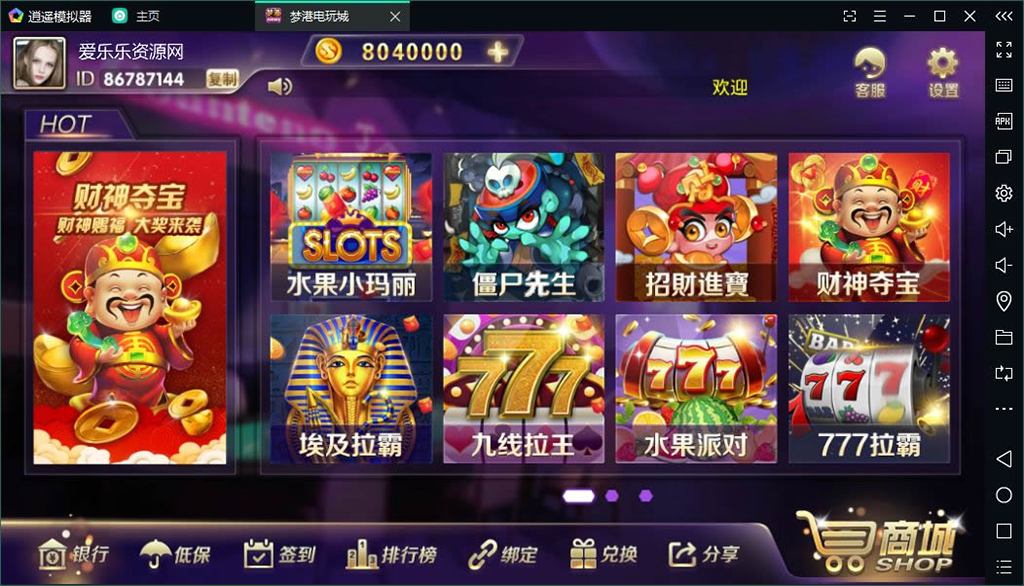 逍遥模拟器
主页
梦港电玩城
爱乐乐资源网
ID 86787144 复制
8040000
欢迎
客服
设置
APK
HOT
财神夺宝
财神赐福 大奖来袭
SLOTS
水果小玛丽
僵尸先生
招財進寶
财神夺宝
埃及拉霸
777
九线拉王
777
水果派对
BAR
777
777拉霸
银行
低保
签到
排行榜
绑定
兑换
分享
商城
SHOP